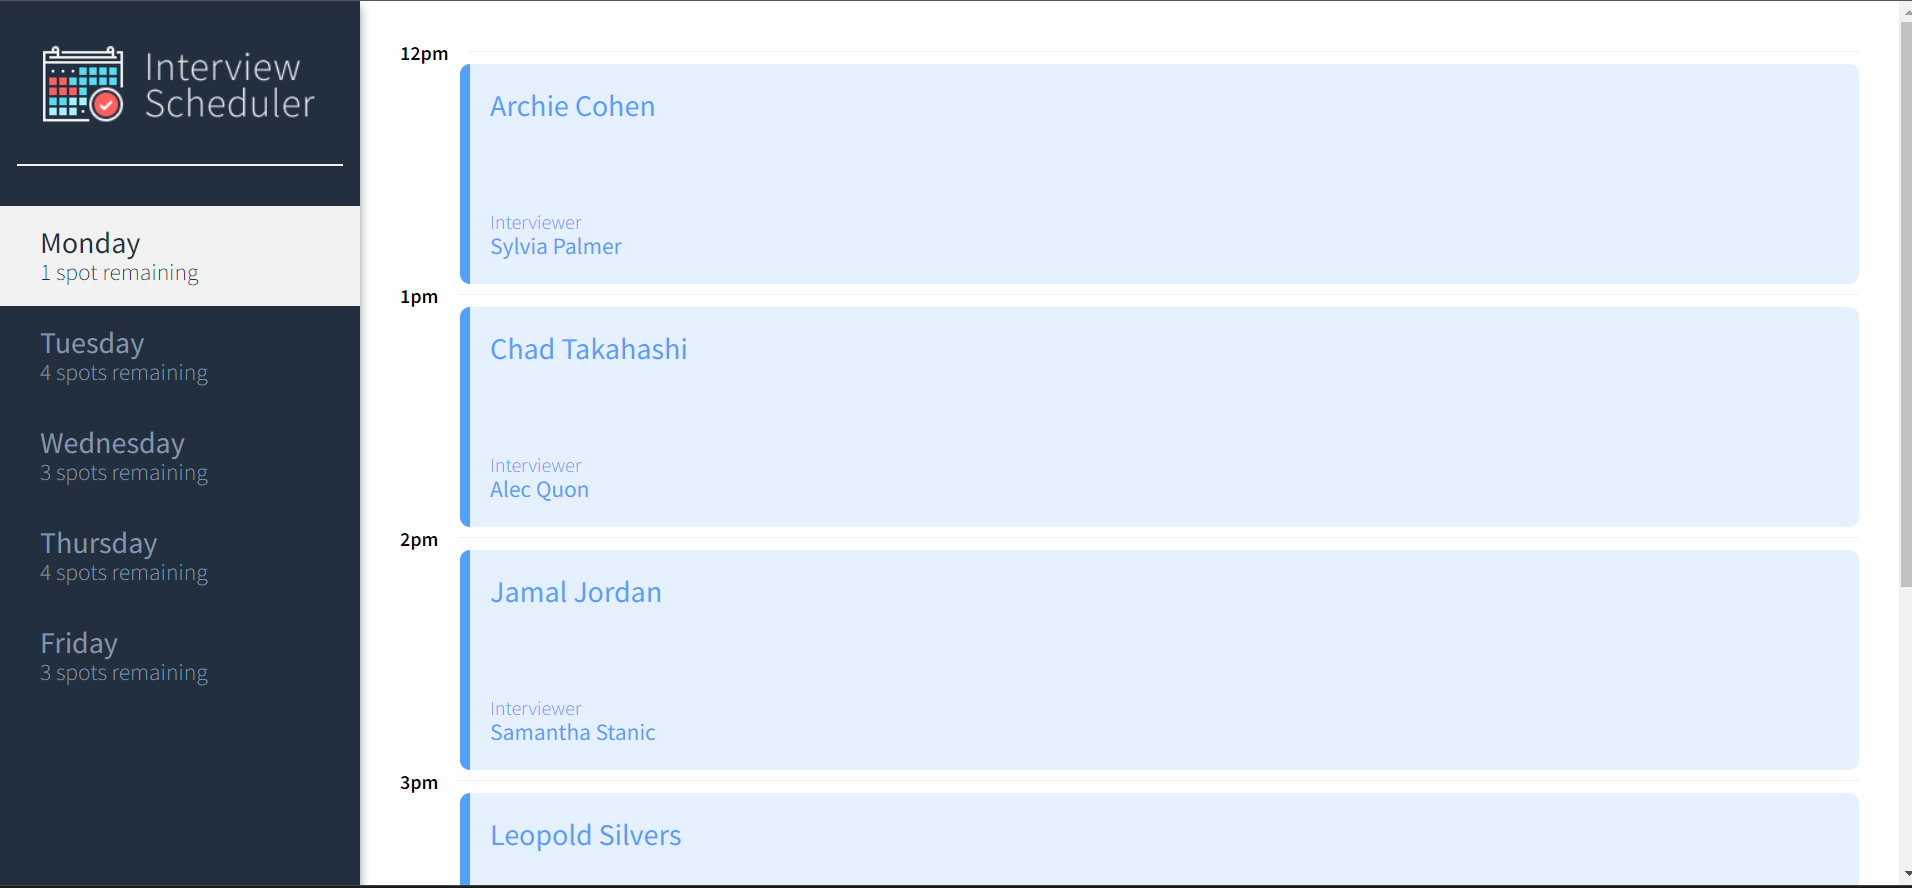 Interview
Scheduler
Monday
1 spot remaining
Tuesday
4 spots remaining
Wednesday
3 spots remaining
Thursday
4 spots remaining
Friday
3 spots remaining
12pm
Archie Cohen
Interviewer
Sylvia Palmer
1pm
Chad Takahashi
Interviewer
Alec Quon
2pm
Jamal Jordan
Interviewer
Samantha Stanic
3pm
Leopold Silvers